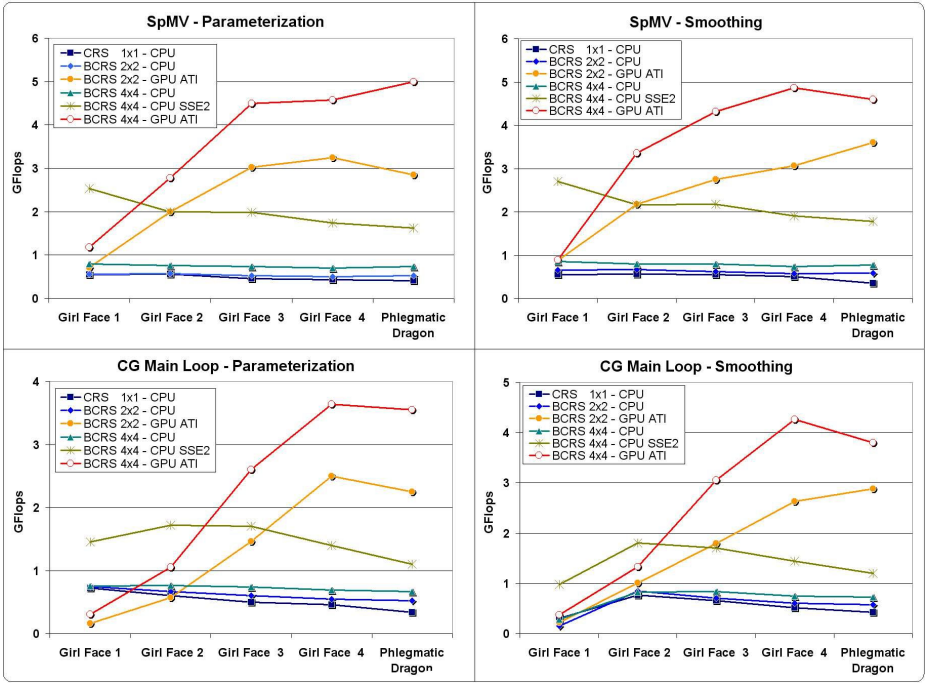 SpMV - Parameterization
6
5
4
3
2
1
0
GFlops
CRS 1x1 - CPU
BCRS 2x2 - CPU
BCRS 2x2 - GPU ATI
BCRS 4x4 - CPU
BCRS 4x4 - CPU SSE2
BCRS 4x4 - GPU ATI
Girl Face 1
Girl Face 2
Girl Face 3
Girl Face 4
Phlegmatic
Dragon
SpMV - Smoothing
6
5
4
3
2
1
0
GFlops
CRS 1x1 - CPU
BCRS 2x2 - CPU
BCRS 2x2 - GPU ATI
BCRS 4x4 - CPU
BCRS 4x4 - CPU SSE2
BCRS 4x4 - GPU ATI
Girl Face 1
Girl Face 2
Girl Face 3
Girl Face 4
Phlegmatic
Dragon
CG Main Loop - Parameterization
4
3
2
1
0
GFlops
CRS 1x1 - CPU
BCRS 2x2 - CPU
BCRS 2x2 - GPU ATI
BCRS 4x4 - CPU
BCRS 4x4 - CPU SSE2
BCRS 4x4 - GPU ATI
Girl Face 1
Girl Face 2
Girl Face 3
Girl Face 4
Phlegmatic
Dragon
CG Main Loop - Smoothing
5
4
3
2
1
0
GFlops
CRS 1x1 - CPU
BCRS 2x2 - CPU
BCRS 2x2 - GPU ATI
BCRS 4x4 - CPU
BCRS 4x4 - CPU SSE2
BCRS 4x4 - GPU ATI
Girl Face 1
Girl Face 2
Girl Face 3
Girl Face 4
Phlegmatic
Dragon